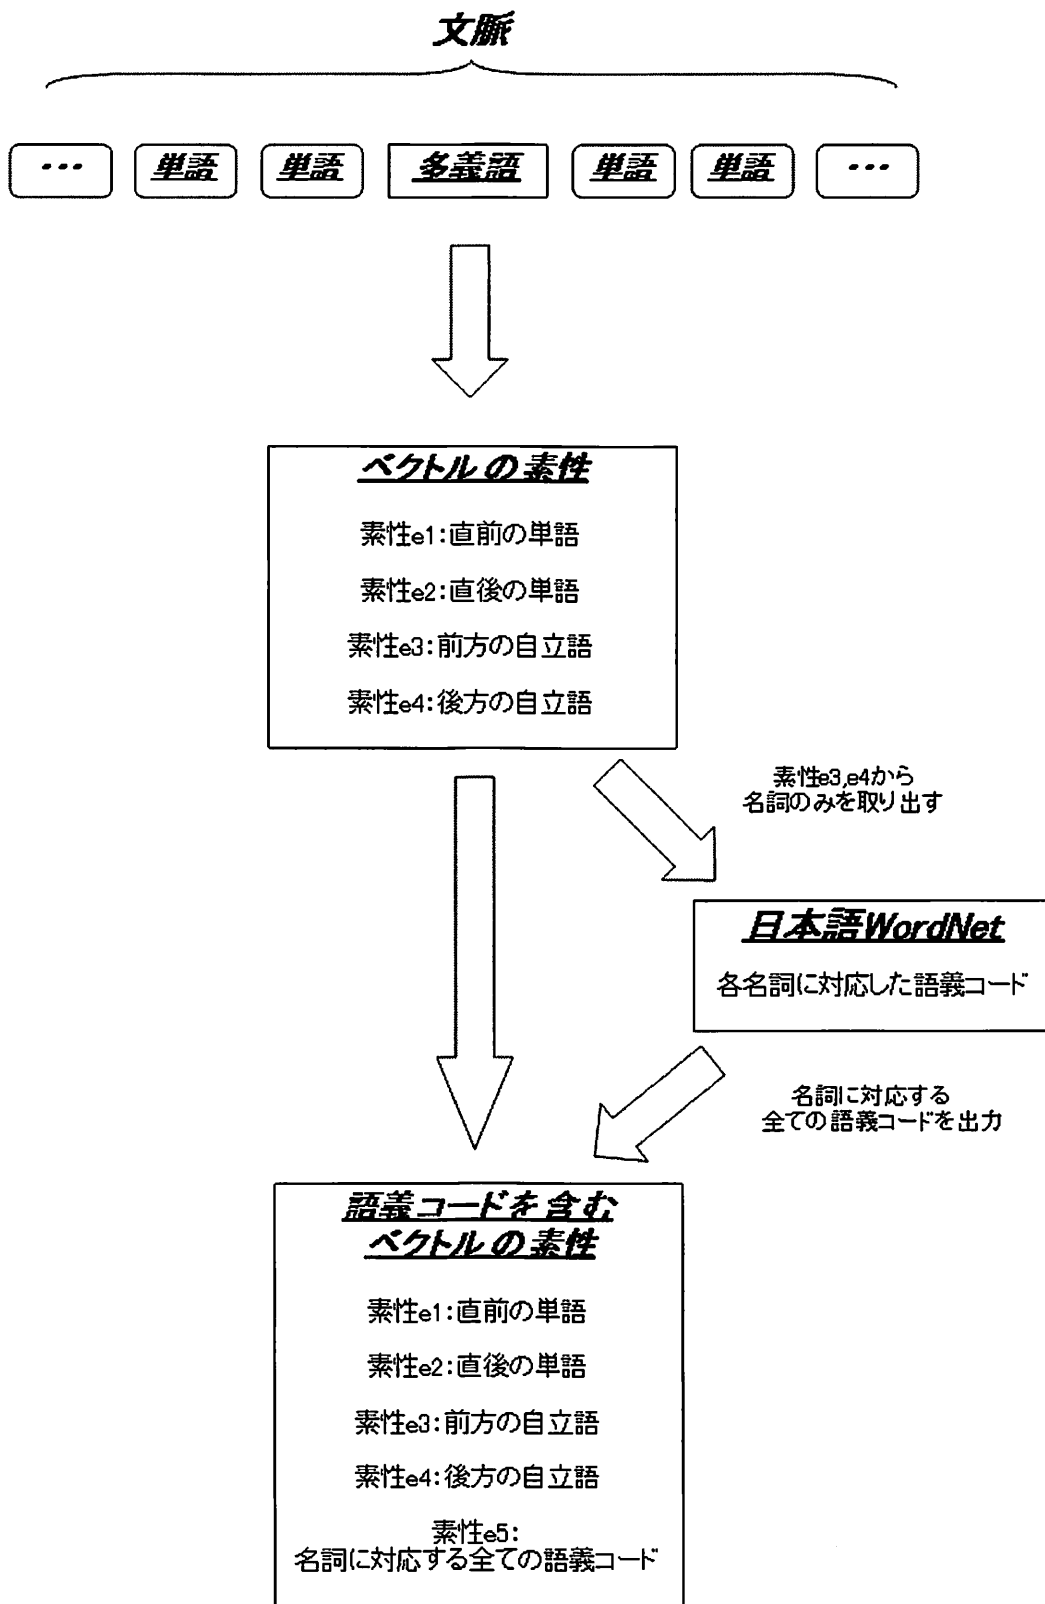 文脈
・・・ 単語 単語 多義語 単語 単語 ・・・
ベクトルの素性
素性e1:直前の単語
素性e2:直後の単語
素性e3:前方の自立語
素性e4:後方の自立語
素性e3,e4から
名詞のみを取り出す
日本語WordNet
各名詞に対応した語義コード
名詞に対応する
全ての語義コードを出力
語義コードを含む
ベクトルの素性
素性e1:直前の単語
素性e2:直後の単語
素性e3:前方の自立語
素性e4:後方の自立語
素性e5:
名詞に対応する全ての語義コード